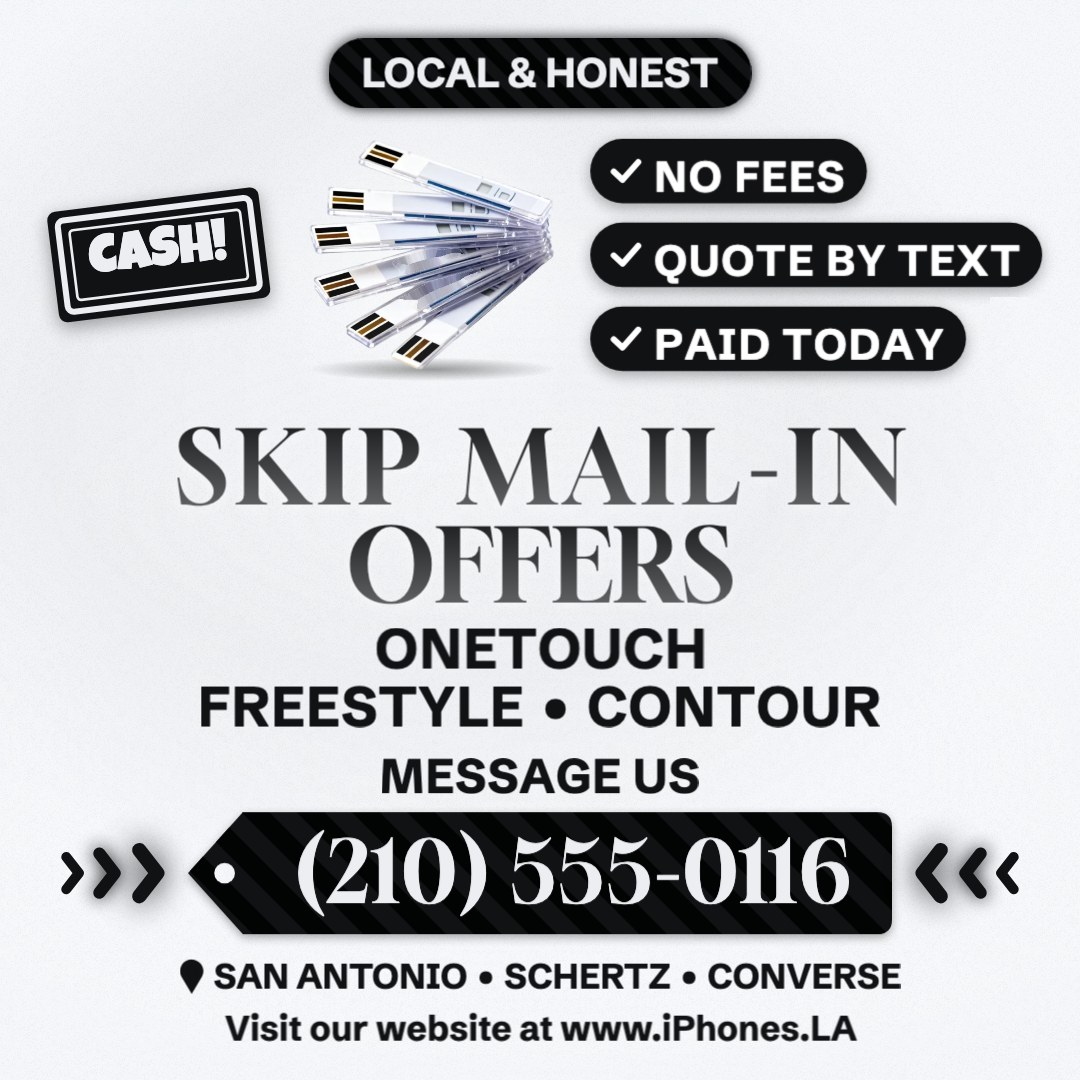 LOCAL & HONEST
CASH!
NO FEES
QUOTE BY TEXT
PAID TODAY
SKIP MAIL-IN
OFFERS
ONETOUCH
FREESTYLE • CONTOUR
MESSAGE US
(210) 555-0116
SAN ANTONIO • SCHERTZ • CONVERSE
Visit our website at www.iPhones.LA